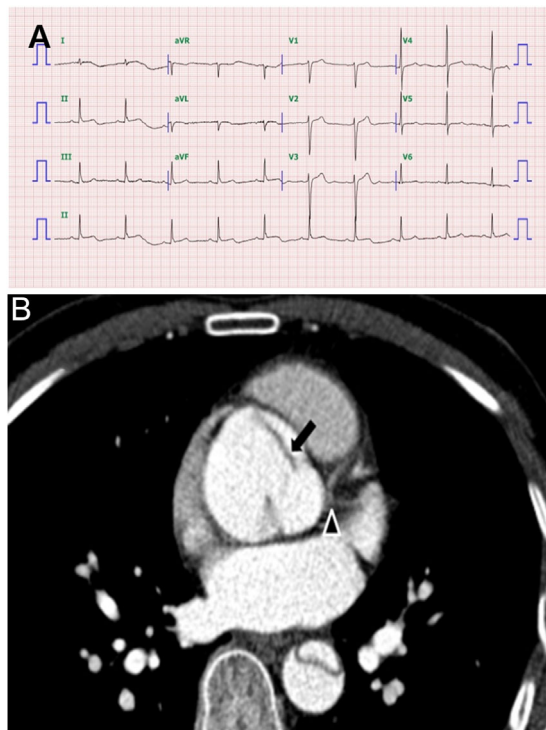 A
I aVR V1 V4
II aVL V2 V5
III aVF V3 V6
II
B